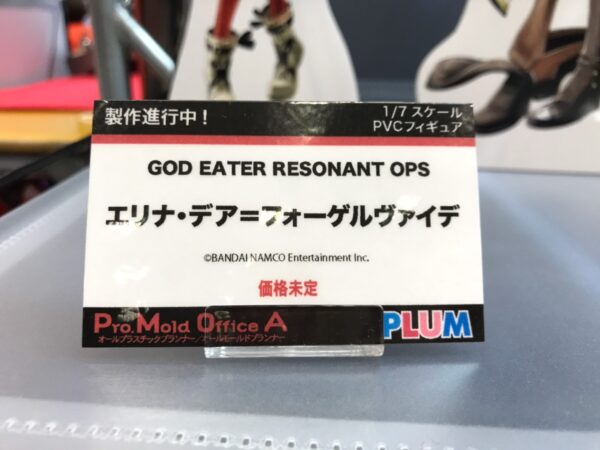 製作進行中!
1/7 スケール
PVCフィギュア
GOD EATER RESONANT OPS
エリナ・デア=フォーゲルヴァイデ
©BANDAI NAMCO Entertainment Inc.
価格未定
Pro.Mold Office A
オールプラスチックプランナー/オールモールドプランナー
PLUM